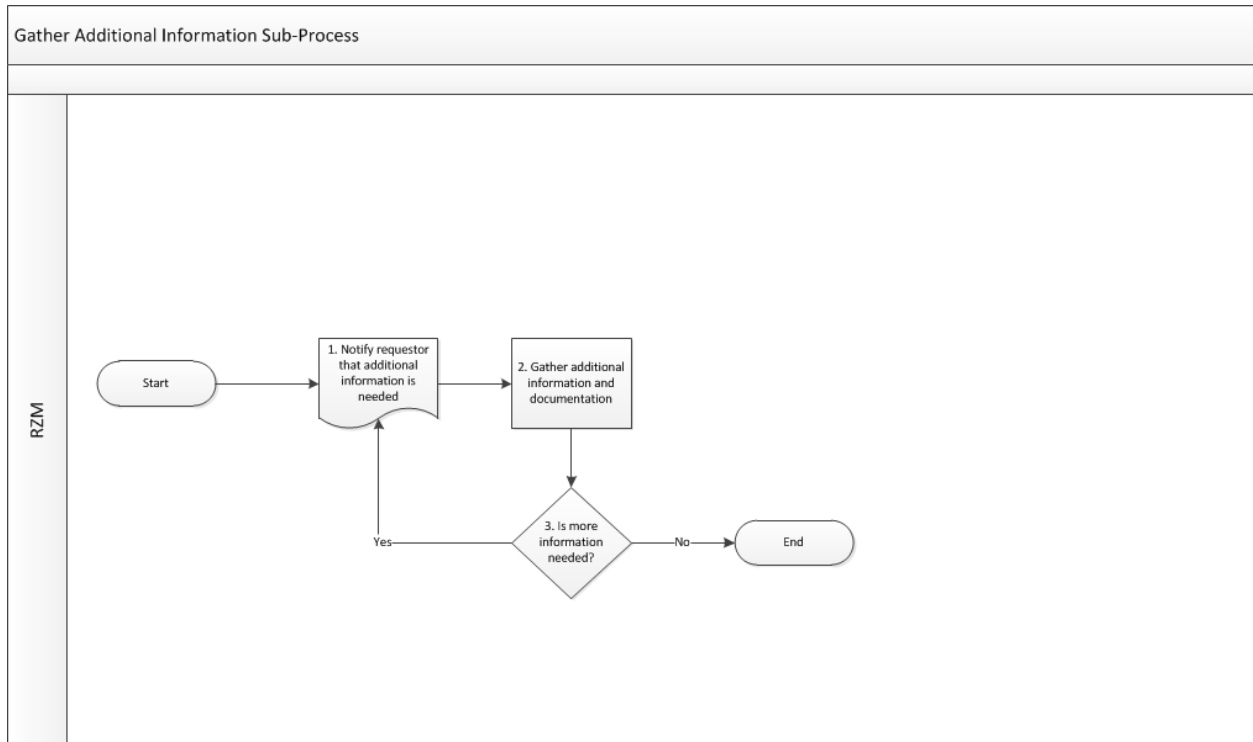 Gather Additional Information Sub-Process
RZM
Start
1. Notify requestor
that additional
information is
needed
2. Gather additional
information and
documentation
3. Is more
information
needed?
Yes
No
End